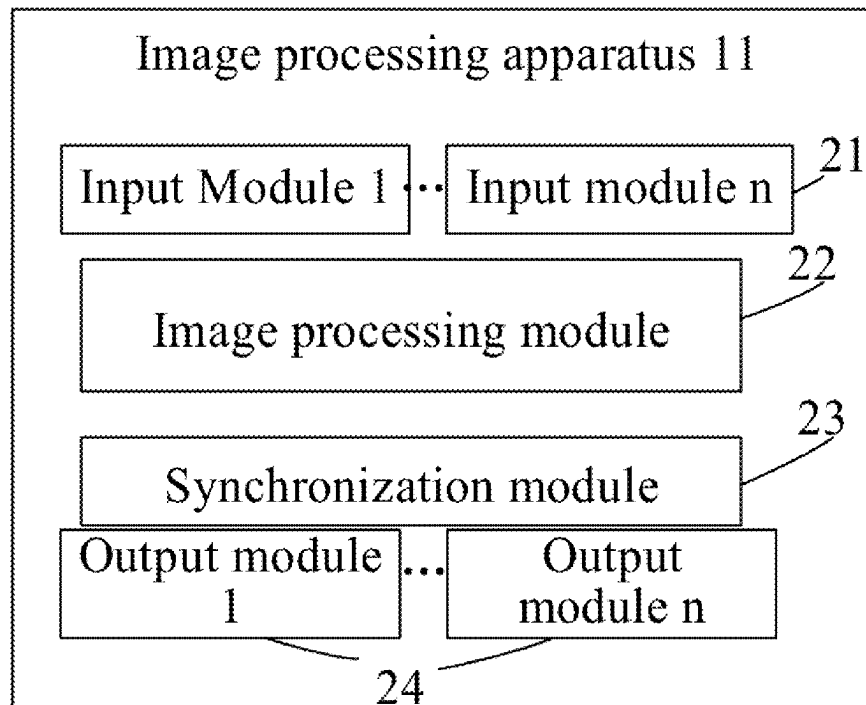 Image processing apparatus 11
Input Module 1 ... Input module n 21
22
Image processing module
23
Synchronization module
Output module 1 ... Output module n
24